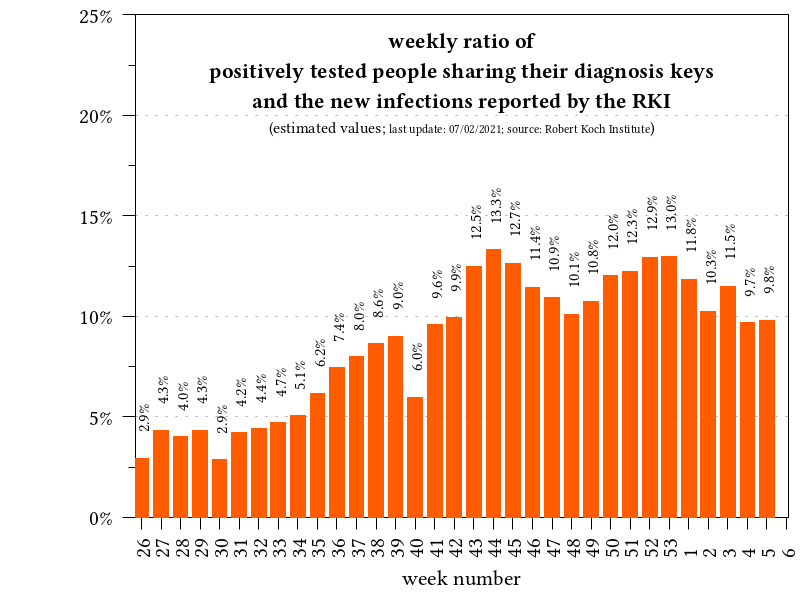 weekly ratio of
positively tested people sharing their diagnosis keys
and the new infections reported by the RKI
(estimated values; last update: 07/02/2021; source: Robert Koch Institute)
25%
20%
15%
10%
5%
0%
2.9% 4.3% 4.0% 4.3% 2.9% 4.2% 4.4% 4.7% 5.1% 6.2% 7.4% 8.0% 8.6% 9.0% 6.0% 9.6% 9.9% 12.5% 13.3% 12.7% 11.4% 10.9% 10.1% 10.8% 12.0% 12.3% 12.9% 13.0% 11.8% 10.3% 11.5% 9.7% 9.8%
26 27 28 29 30 31 32 33 34 35 36 37 38 39 40 41 42 43 44 45 46 47 48 49 50 51 52 53 1 2 3 4 5 6
week number